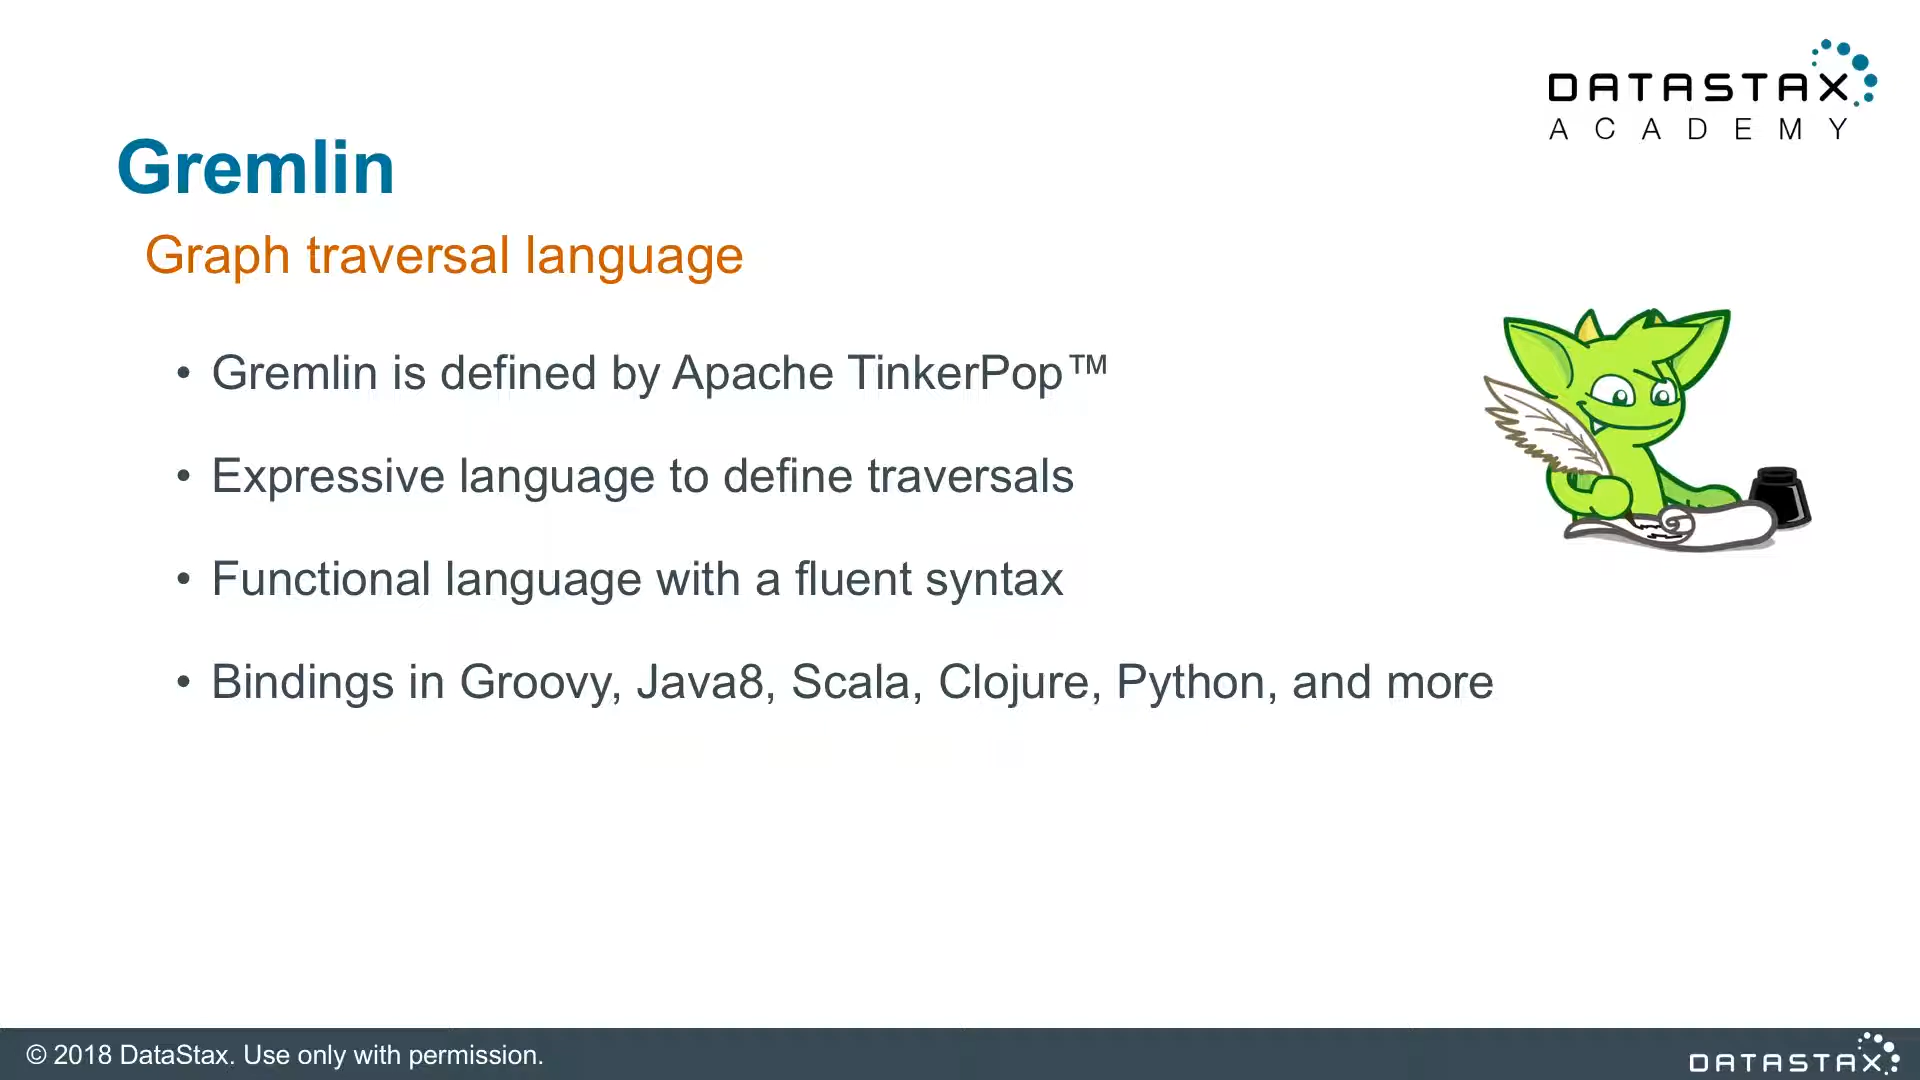 DATASTAX
ACADEMY
Gremlin
Graph traversal language
• Gremlin is defined by Apache TinkerPop™
• Expressive language to define traversals
• Functional language with a fluent syntax
• Bindings in Groovy, Java8, Scala, Clojure, Python, and more
© 2018 DataStax. Use only with permission.
DATASTAX